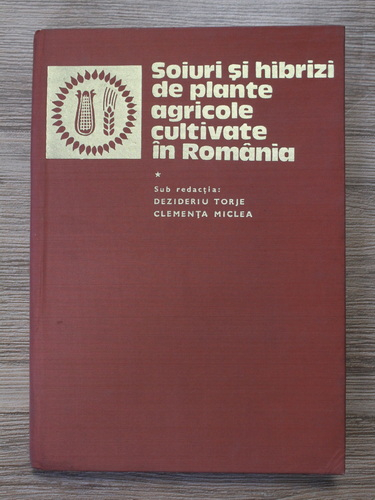 Soiuri și hibrizi
de plante
agricole
cultivate
în România
*
Sub redacția:
DEZIDERIU TORJE
CLEMENȚA MICLEA